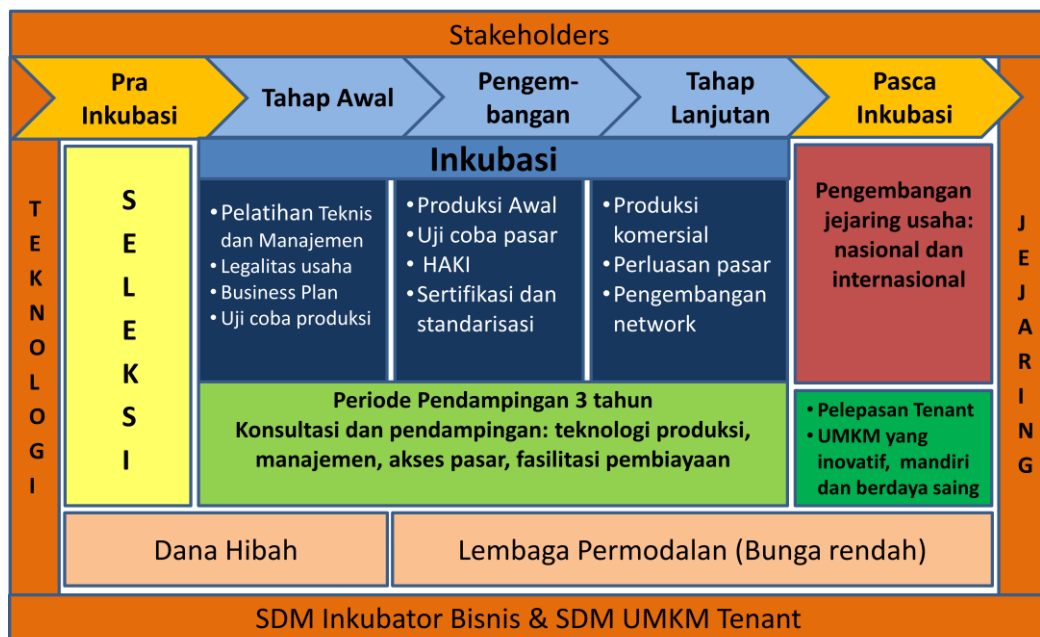 Stakeholders
Pra
Inkubasi
Tahap Awal
Pengem-
bangan
Tahap
Lanjutan
Pasca
Inkubasi
TEKNOLOGI
SELEKSI
Inkubasi
• Pelatihan Teknis
dan Manajemen
• Legalitas usaha
• Business Plan
• Uji coba produksi
• Produksi Awal
• Uji coba pasar
• HAKI
• Sertifikasi dan
standarisasi
• Produksi
komersial
• Perluasan pasar
• Pengembangan
network
Periode Pendampingan 3 tahun
Konsultasi dan pendampingan: teknologi produksi,
manajemen, akses pasar, fasilitasi pembiayaan
Pengembangan
jejaring usaha:
nasional dan
internasional
• Pelepasan Tenant
• UMKM yang
inovatif, mandiri
dan berdaya saing
JEJARING
Dana Hibah
Lembaga Permodalan (Bunga rendah)
SDM Inkubator Bisnis & SDM UMKM Tenant